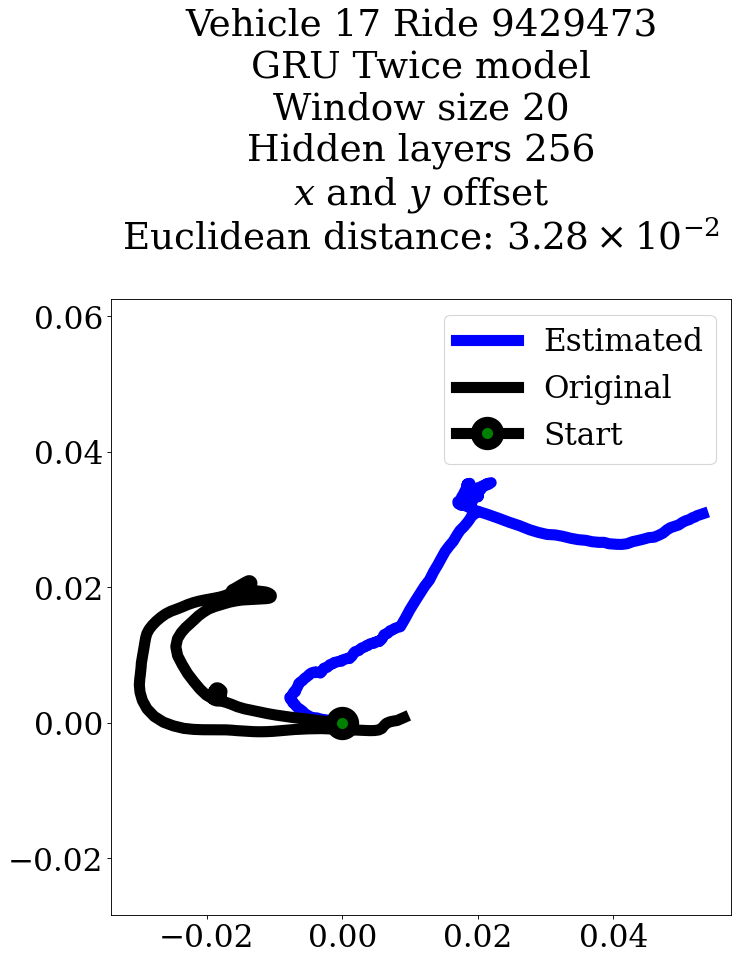 Vehicle 17 Ride 9429473
GRU Twice model
Window size 20
Hidden layers 256
x and y offset
Euclidean distance: 3.28 × 10⁻²
Estimated
Original
Start
0.06
0.04
0.02
0.00
−0.02
−0.02 0.00 0.02 0.04